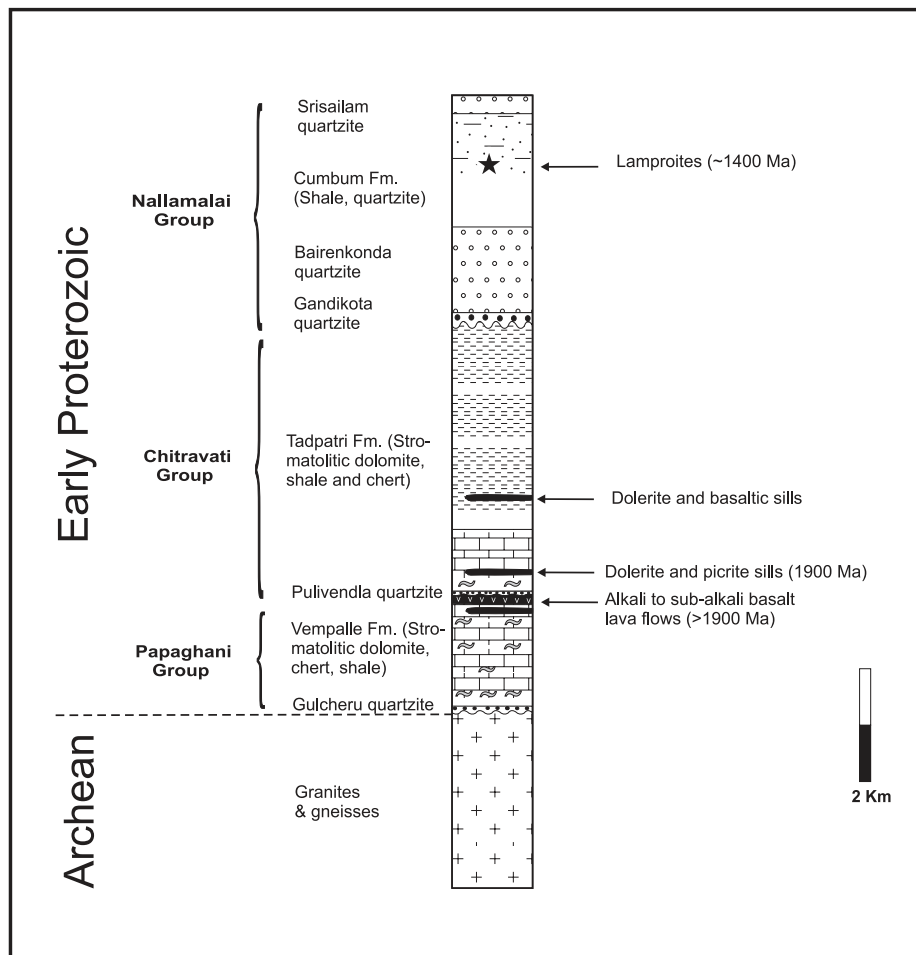 Early Proterozoic
Archean
Nallamalai
Group
Chitravati
Group
Papaghani
Group
Srisailam
quartzite
Cumbum Fm.
(Shale, quartzite)
Bairenkonda
quartzite
Gandikota
quartzite
Tadpatri Fm. (Stro-
matolitic dolomite,
shale and chert)
Pulivendla quartzite
Vempalle Fm. (Stro-
matolitic dolomite,
chert, shale)
Gulcheru quartzite
Granites
& gneisses
Lamproites (~1400 Ma)
Dolerite and basaltic sills
Dolerite and picrite sills (1900 Ma)
Alkali to sub-alkali basalt
lava flows (>1900 Ma)
2 Km